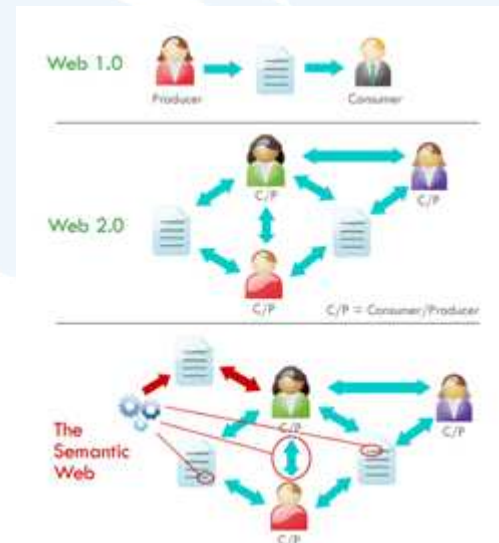 Web 1.0
Producer
Consumer
C/P
C/P
Web 2.0
C/P
C/P = Consumer/Producer
C/P
C/P
The
Semantic
Web
C/P